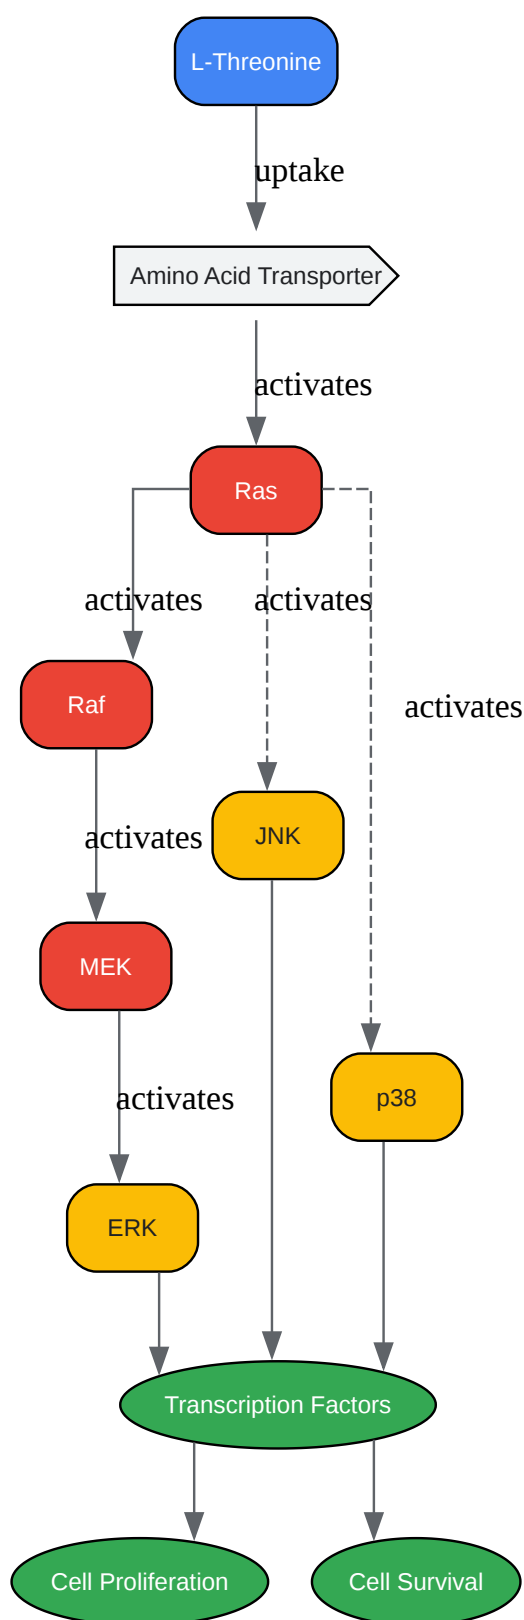 L-Threonine
uptake
Amino Acid Transporter
activates
Ras
activates
activates
Raf
activates
JNK
activates
MEK
p38
activates
ERK
Transcription Factors
Cell Proliferation
Cell Survival